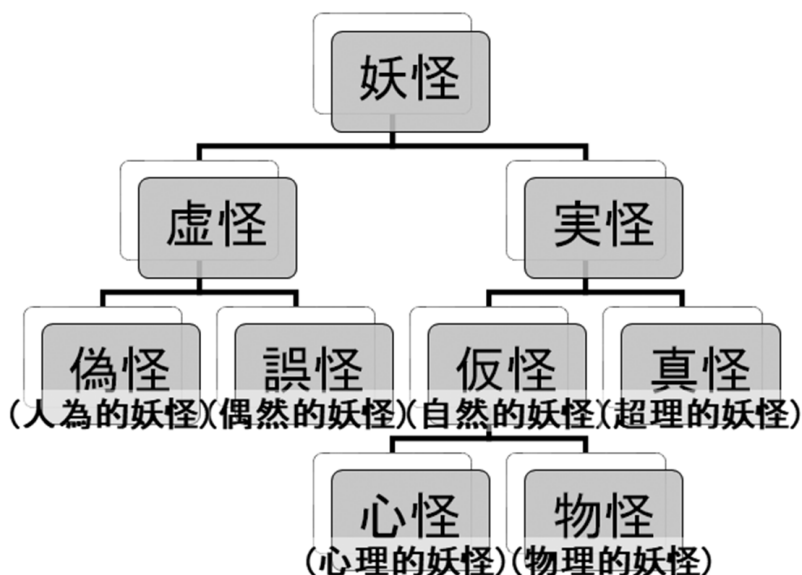 妖怪
虚怪
実怪
偽怪
(人為的妖怪)
誤怪
(偶然的妖怪)
仮怪
(自然的妖怪)
真怪
(超理的妖怪)
心怪
(心理的妖怪)
物怪
(物理的妖怪)